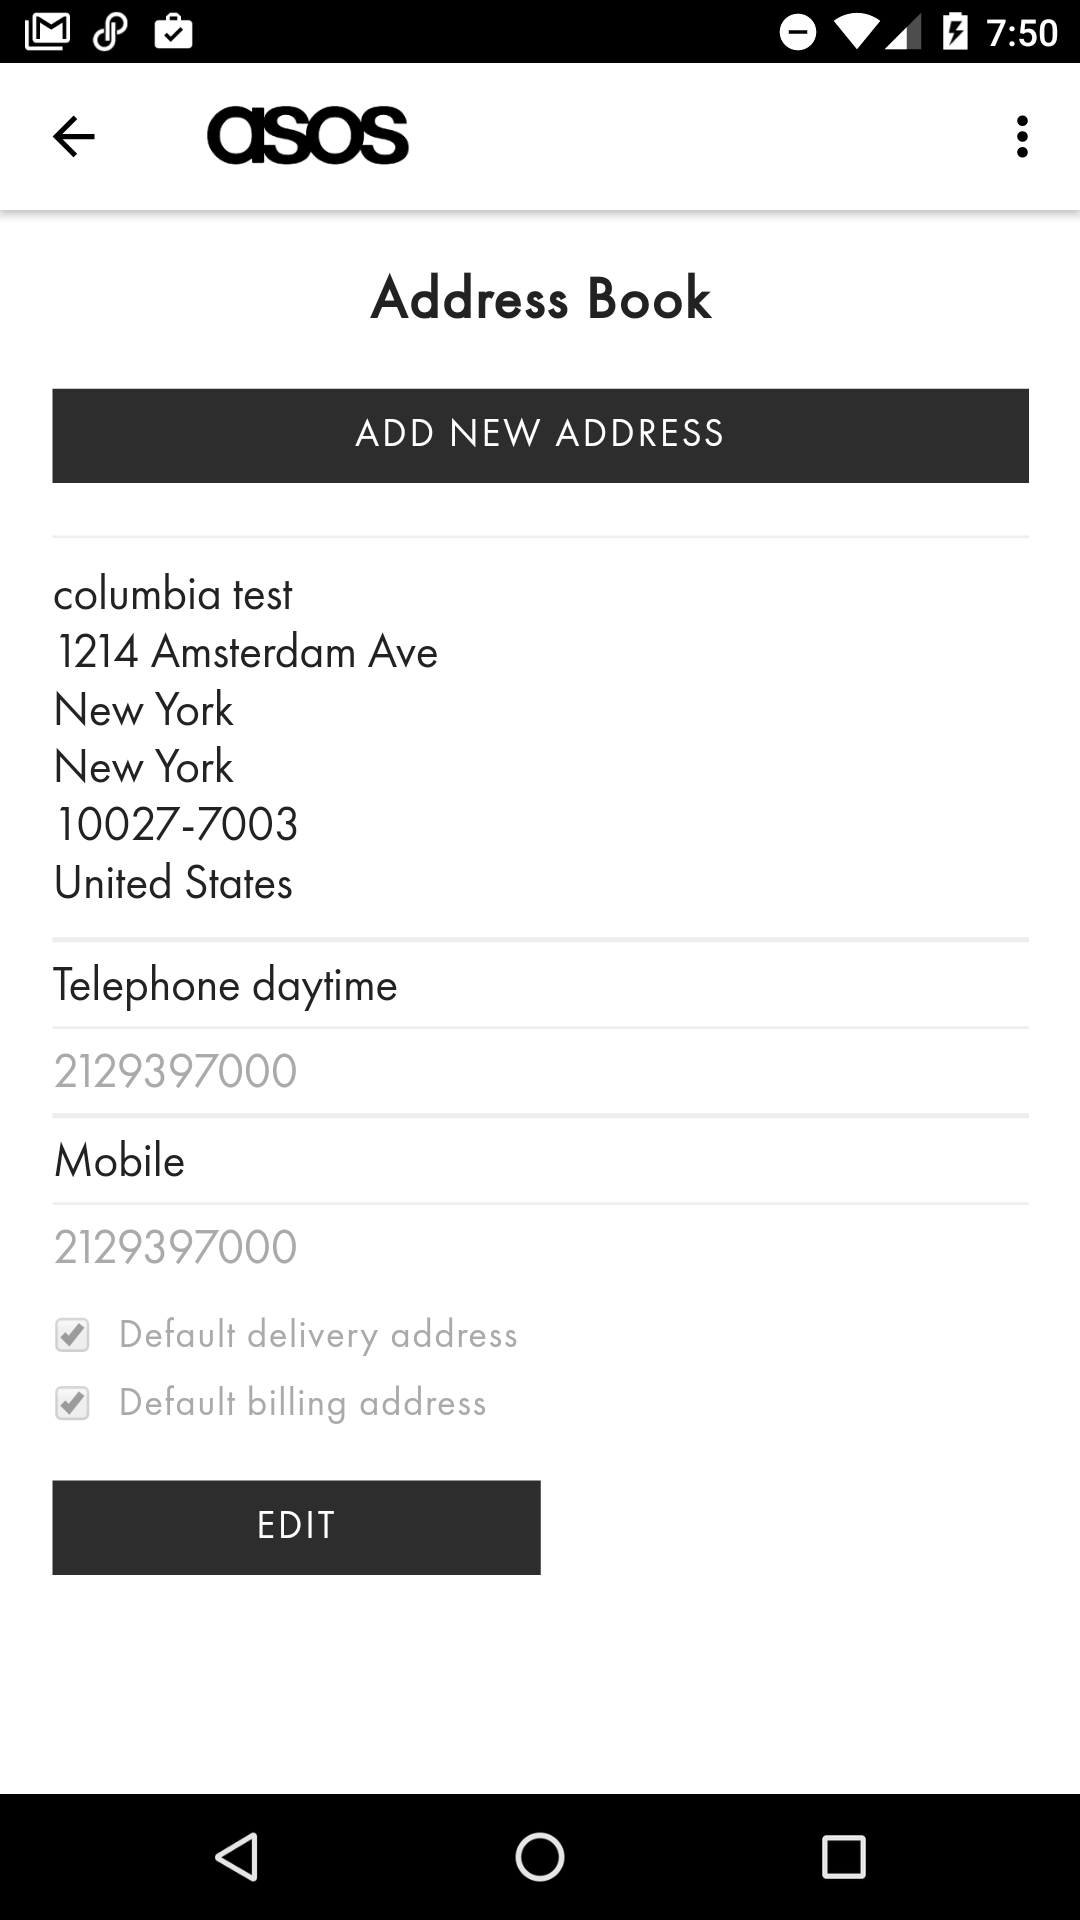 7:50
asos
Address Book
ADD NEW ADDRESS
columbia test
1214 Amsterdam Ave
New York
New York
10027-7003
United States
Telephone daytime
2129397000
Mobile
2129397000
Default delivery address
Default billing address
EDIT